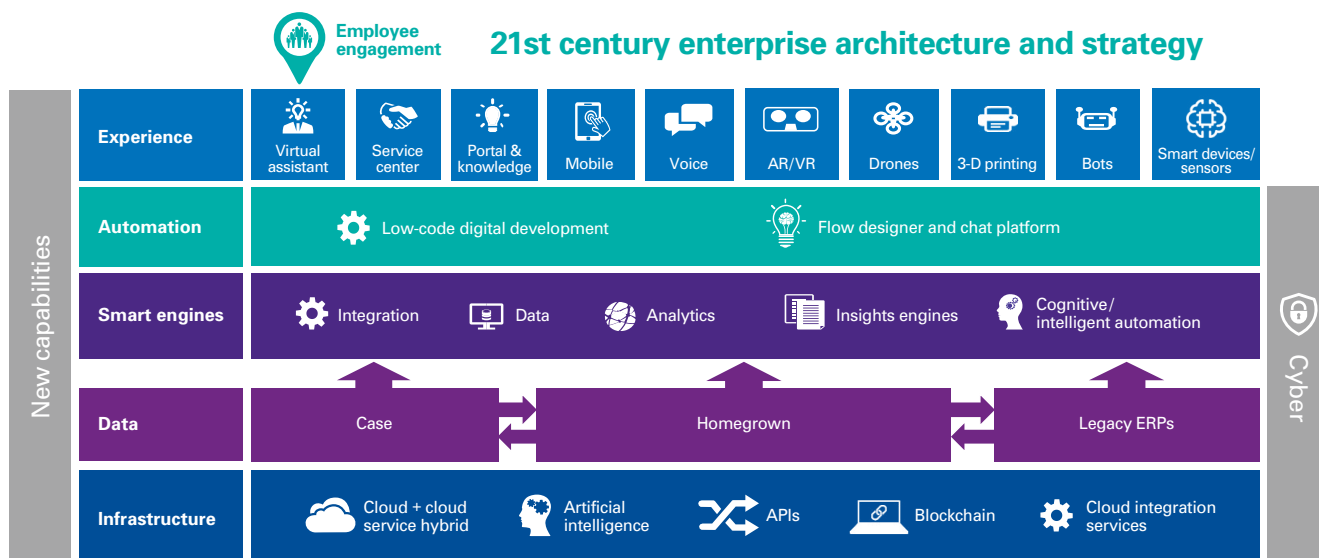 Employee
engagement
21st century enterprise architecture and strategy
New capabilities
Experience
Virtual
assistant
Service
center
Portal &
knowledge
Mobile
Voice
AR/VR
Drones
3-D printing
Bots
Smart devices/
sensors
Automation
Low-code digital development
Flow designer and chat platform
Smart engines
Integration
Data
Analytics
Insights engines
Cognitive/
intelligent automation
Data
Case
Homegrown
Legacy ERPs
Infrastructure
Cloud + cloud
service hybrid
Artificial
intelligence
APIs
Blockchain
Cloud integration
services
Cyber